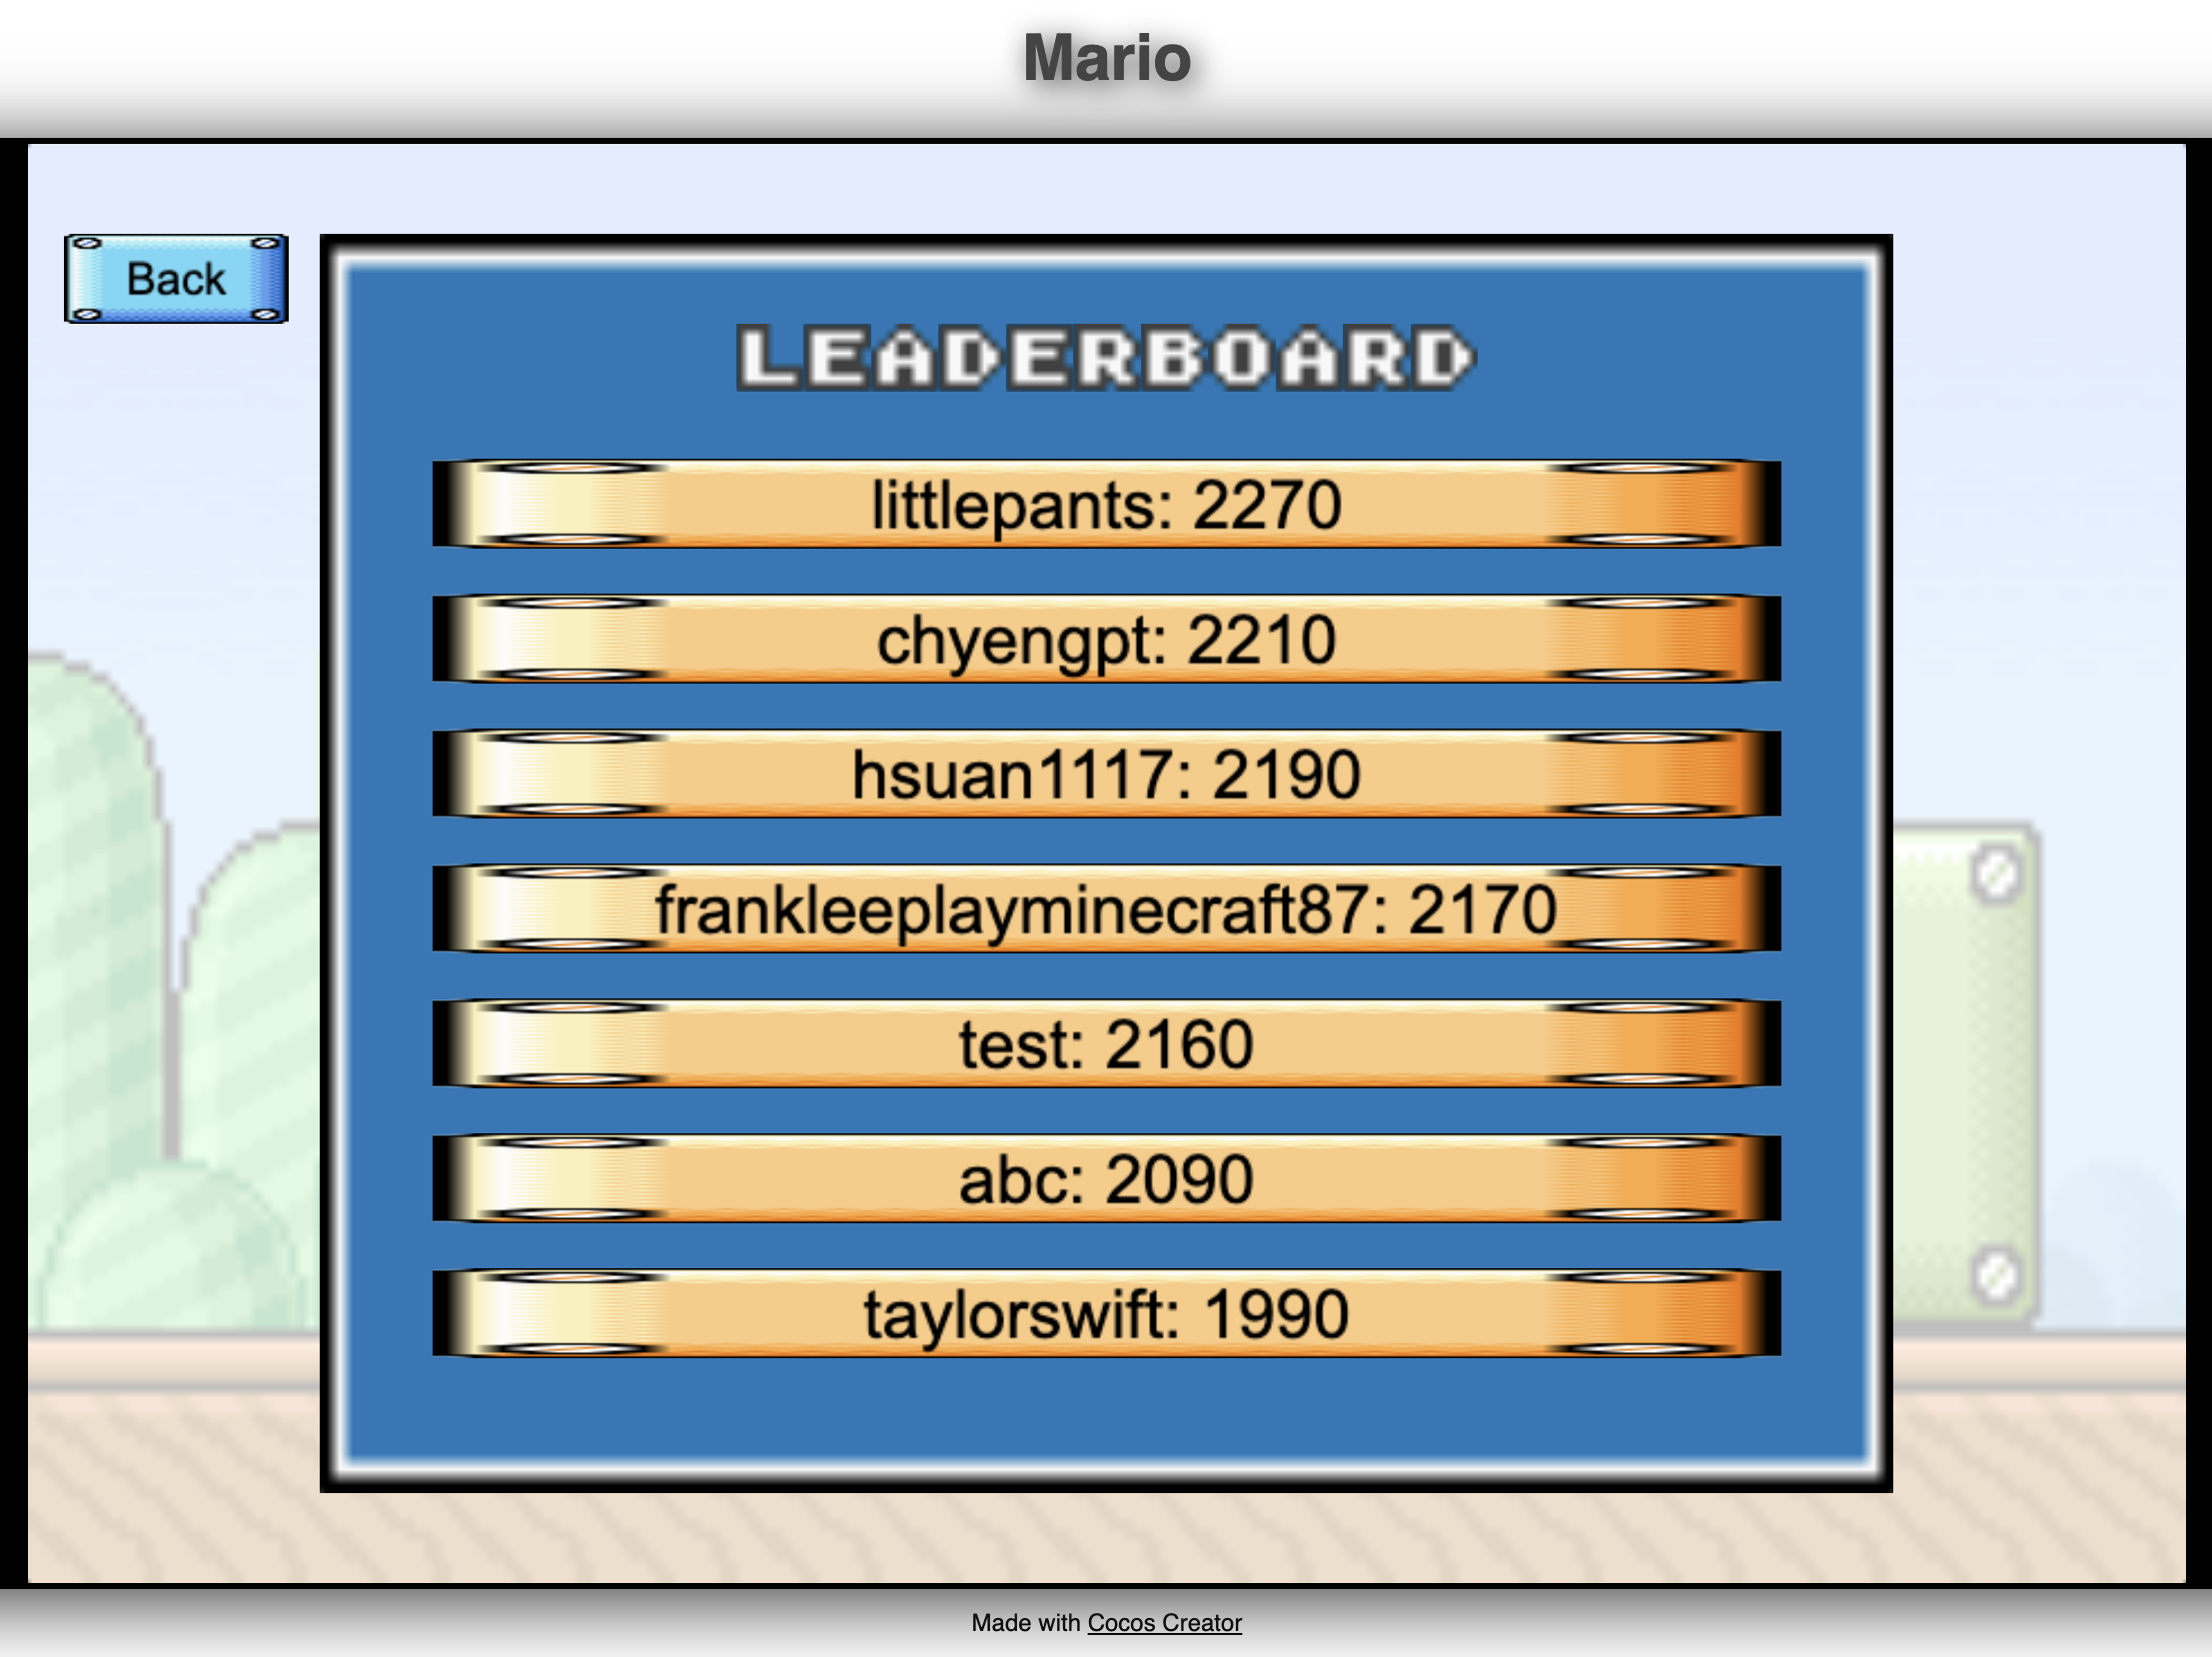 Mario
Back
LEADERBOARD
littlepants: 2270
chyengpt: 2210
hsuan1117: 2190
frankleeplayminecraft87: 2170
test: 2160
abc: 2090
taylorswift: 1990
Made with Cocos Creator